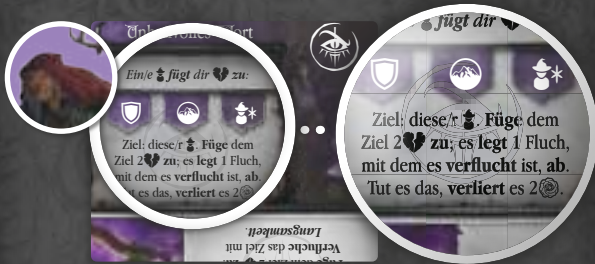 fügt dir
Ein/e fügt dir zu:
Ziel: diese/r . Füge dem
Ziel 2 zu; es legt 1 Fluch,
mit dem es verflucht ist, ab.
Tut es das, verliert es 2 .
Ziel: diese/r . Füge dem
Ziel 2 zu; es legt 1 Fluch,
mit dem es verflucht ist, ab.
Tut es das, verliert es 2 .
Verfluche das Ziel mit
Langsamkeit.